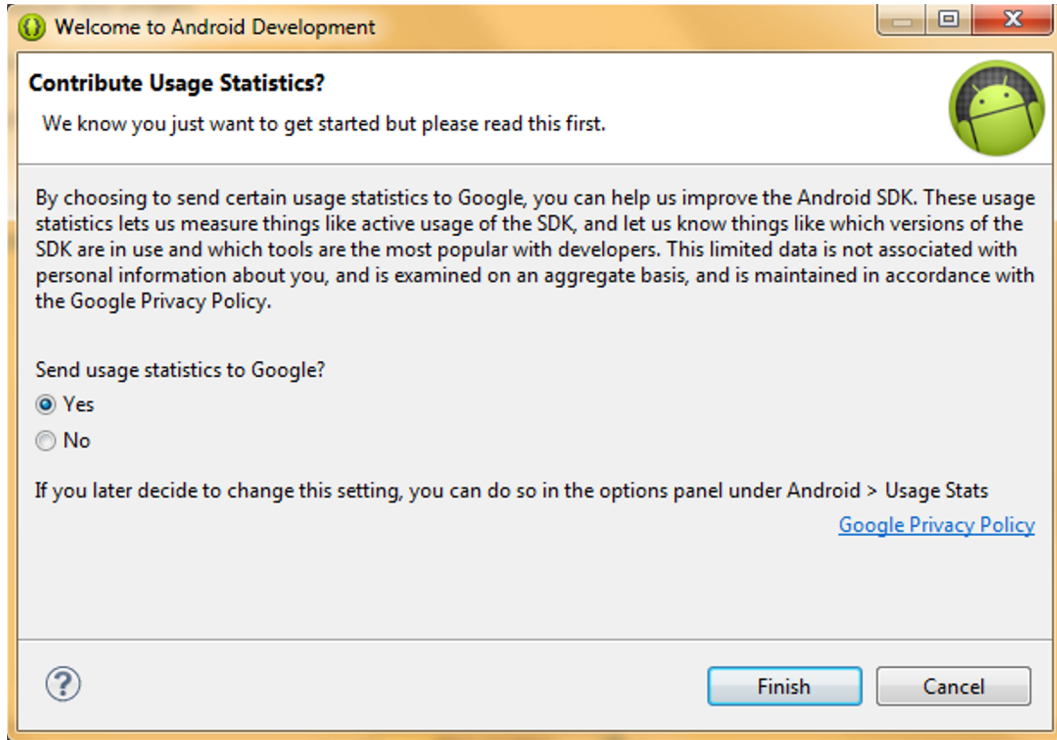 Welcome to Android Development
Contribute Usage Statistics?
We know you just want to get started but please read this first.
By choosing to send certain usage statistics to Google, you can help us improve the Android SDK. These usage
statistics lets us measure things like active usage of the SDK, and let us know things like which versions of the
SDK are in use and which tools are the most popular with developers. This limited data is not associated with
personal information about you, and is examined on an aggregate basis, and is maintained in accordance with
the Google Privacy Policy.
Send usage statistics to Google?
Yes
No
If you later decide to change this setting, you can do so in the options panel under Android > Usage Stats
Google Privacy Policy
?
Finish Cancel